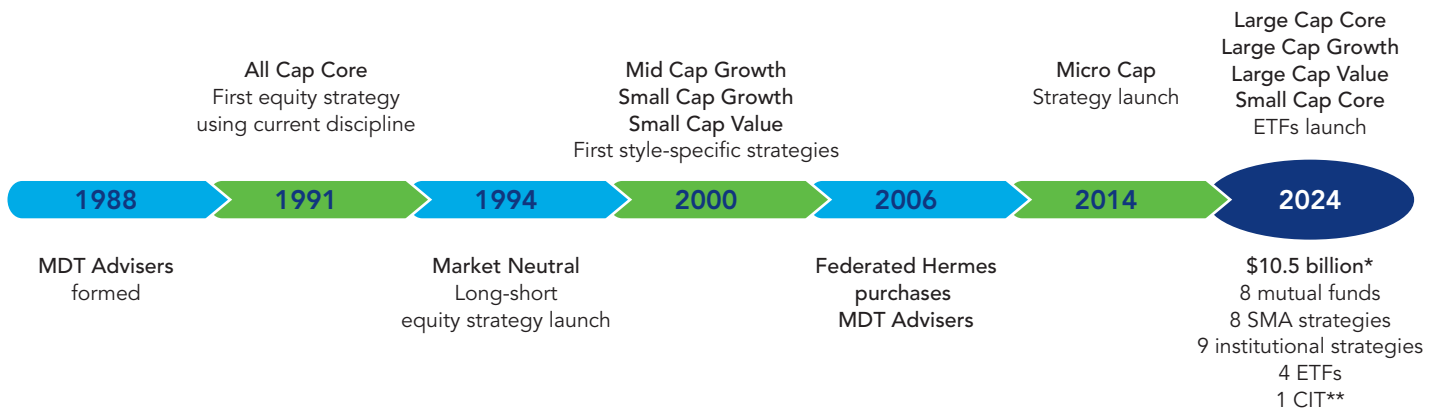 All Cap Core
First equity strategy
using current discipline
Mid Cap Growth
Small Cap Growth
Small Cap Value
First style-specific strategies
Micro Cap
Strategy launch
Large Cap Core
Large Cap Growth
Large Cap Value
Small Cap Core
ETFs launch
1988
1991
1994
2000
2006
2014
2024
MDT Advisers
formed
Market Neutral
Long-short
equity strategy launch
Federated Hermes
purchases
MDT Advisers
$10.5 billion*
8 mutual funds
8 SMA strategies
9 institutional strategies
4 ETFs
1 CIT**